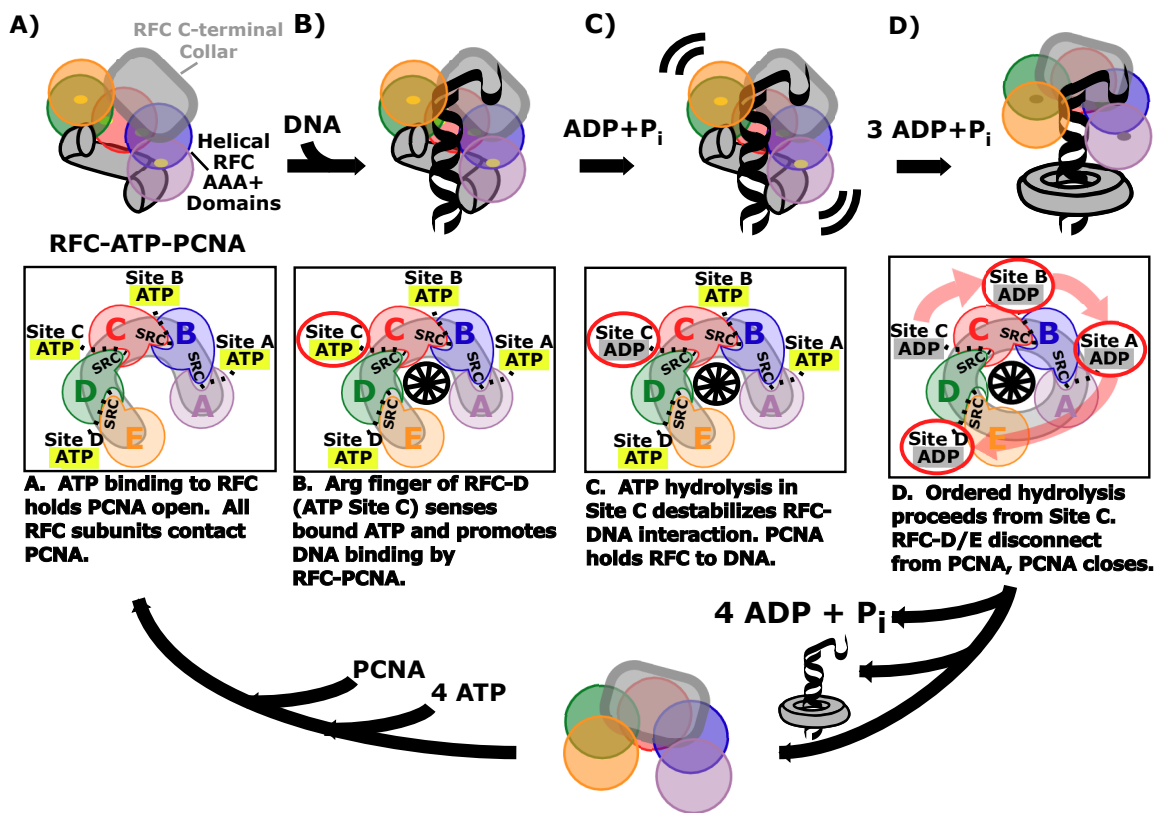 A)
RFC C-terminal
Collar
Helical
RFC
AAA+
Domains
RFC-ATP-PCNA
DNA
B)
ADP+Pi
C)
3 ADP+Pi
D)
Site B
ATP
Site C
ATP
Site A
ATP
C
B
SRC
SRC
SRC
D
SRC
A
E
Site D
ATP
Site B
ATP
Site C
ATP
Site A
ATP
C
B
SRC
SRC
SRC
D
SRC
A
E
Site D
ATP
Site B
ATP
Site C
ADP
Site A
ATP
C
B
SRC
SRC
SRC
D
SRC
A
E
Site D
ATP
Site B
ADP
Site C
ADP
Site A
ADP
C
B
SRC
SRC
SRC
D
SRC
A
E
Site D
ADP
A. ATP binding to RFC
holds PCNA open. All
RFC subunits contact
PCNA.
B. Arg finger of RFC-D
(ATP Site C) senses
bound ATP and promotes
DNA binding by
RFC-PCNA.
C. ATP hydrolysis in
Site C destabilizes RFC-
DNA interaction. PCNA
holds RFC to DNA.
D. Ordered hydrolysis
proceeds from Site C.
RFC-D/E disconnect
from PCNA, PCNA closes.
4 ADP + Pi
PCNA
4 ATP